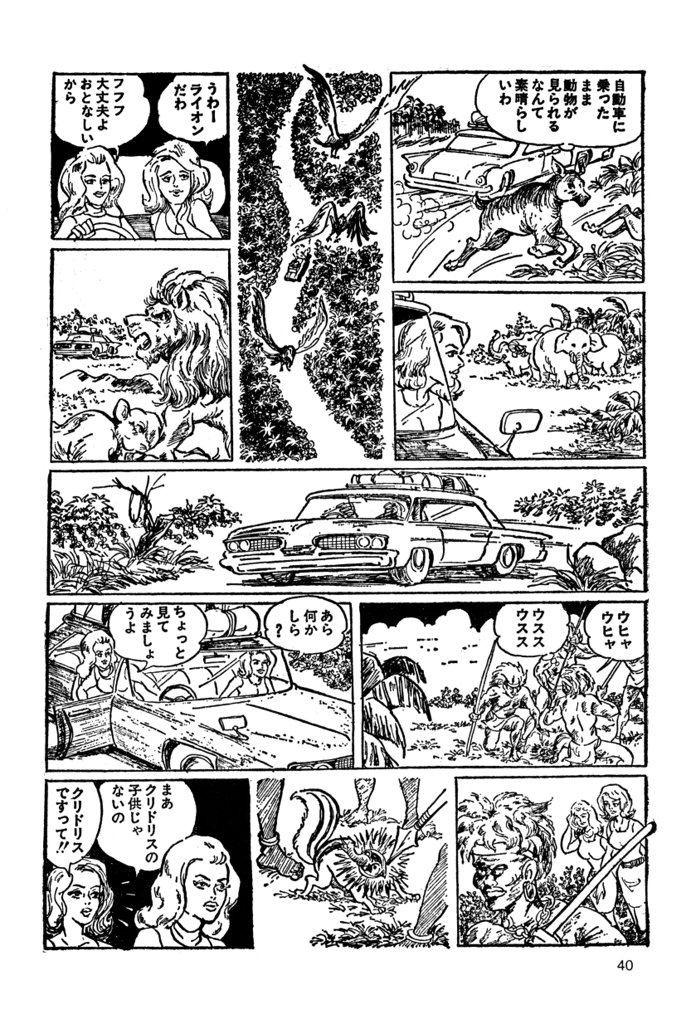 自動車に
乗った
まま
動物が
見られる
なんて
素晴らし
いわ
うわー
ライオン
だわ
フフフ
大丈夫よ
おとなしい
から
あら
何か
しら
?
ちょっと
見て
みましょ
うよ
ウヒャ
ウヒャ
ウスス
ウスス
まあ
クリドリスの
子供じゃ
ないの
クリドリス
ですって!!
40